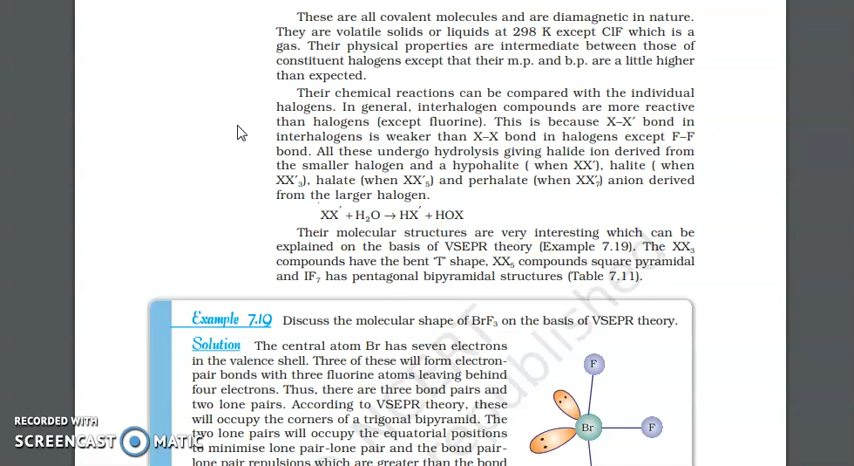 These are all covalent molecules and are diamagnetic in nature.
They are volatile solids or liquids at 298 K except ClF which is a
gas. Their physical properties are intermediate between those of
constituent halogens except that their m.p. and b.p. are a little higher
than expected.
Their chemical reactions can be compared with the individual
halogens. In general, interhalogen compounds are more reactive
than halogens (except fluorine). This is because X–X′ bond in
interhalogens is weaker than X–X bond in halogens except F–F
bond. All these undergo hydrolysis giving halide ion derived from
the smaller halogen and a hypohalite ( when XX′), halite ( when
XX′₃), halate (when XX′₅) and perhalate (when XX′₇) anion derived
from the larger halogen.
XX′ + H₂O → HX′ + HOX
Their molecular structures are very interesting which can be
explained on the basis of VSEPR theory (Example 7.19). The XX₃
compounds have the bent ‘T’ shape, XX₅ compounds square pyramidal
and IF₇ has pentagonal bipyramidal structures (Table 7.11).
Example 7.19 Discuss the molecular shape of BrF₃ on the basis of VSEPR theory.
Solution The central atom Br has seven electrons
in the valence shell. Three of these will form electron-
pair bonds with three fluorine atoms leaving behind
four electrons. Thus, there are three bond pairs and
two lone pairs. According to VSEPR theory, these
will occupy the corners of a trigonal bipyramid. The
two lone pairs will occupy the equatorial positions
to minimise lone pair-lone pair and the bond pair-
lone pair repulsions which are greater than the bond
F
Br
F
RECORDED WITH
SCREENCAST MATIC